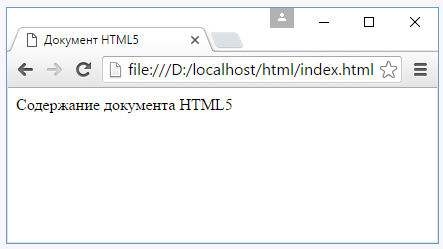 Документ HTML5
file:///D:/localhost/html/index.html
Содержание документа HTML5